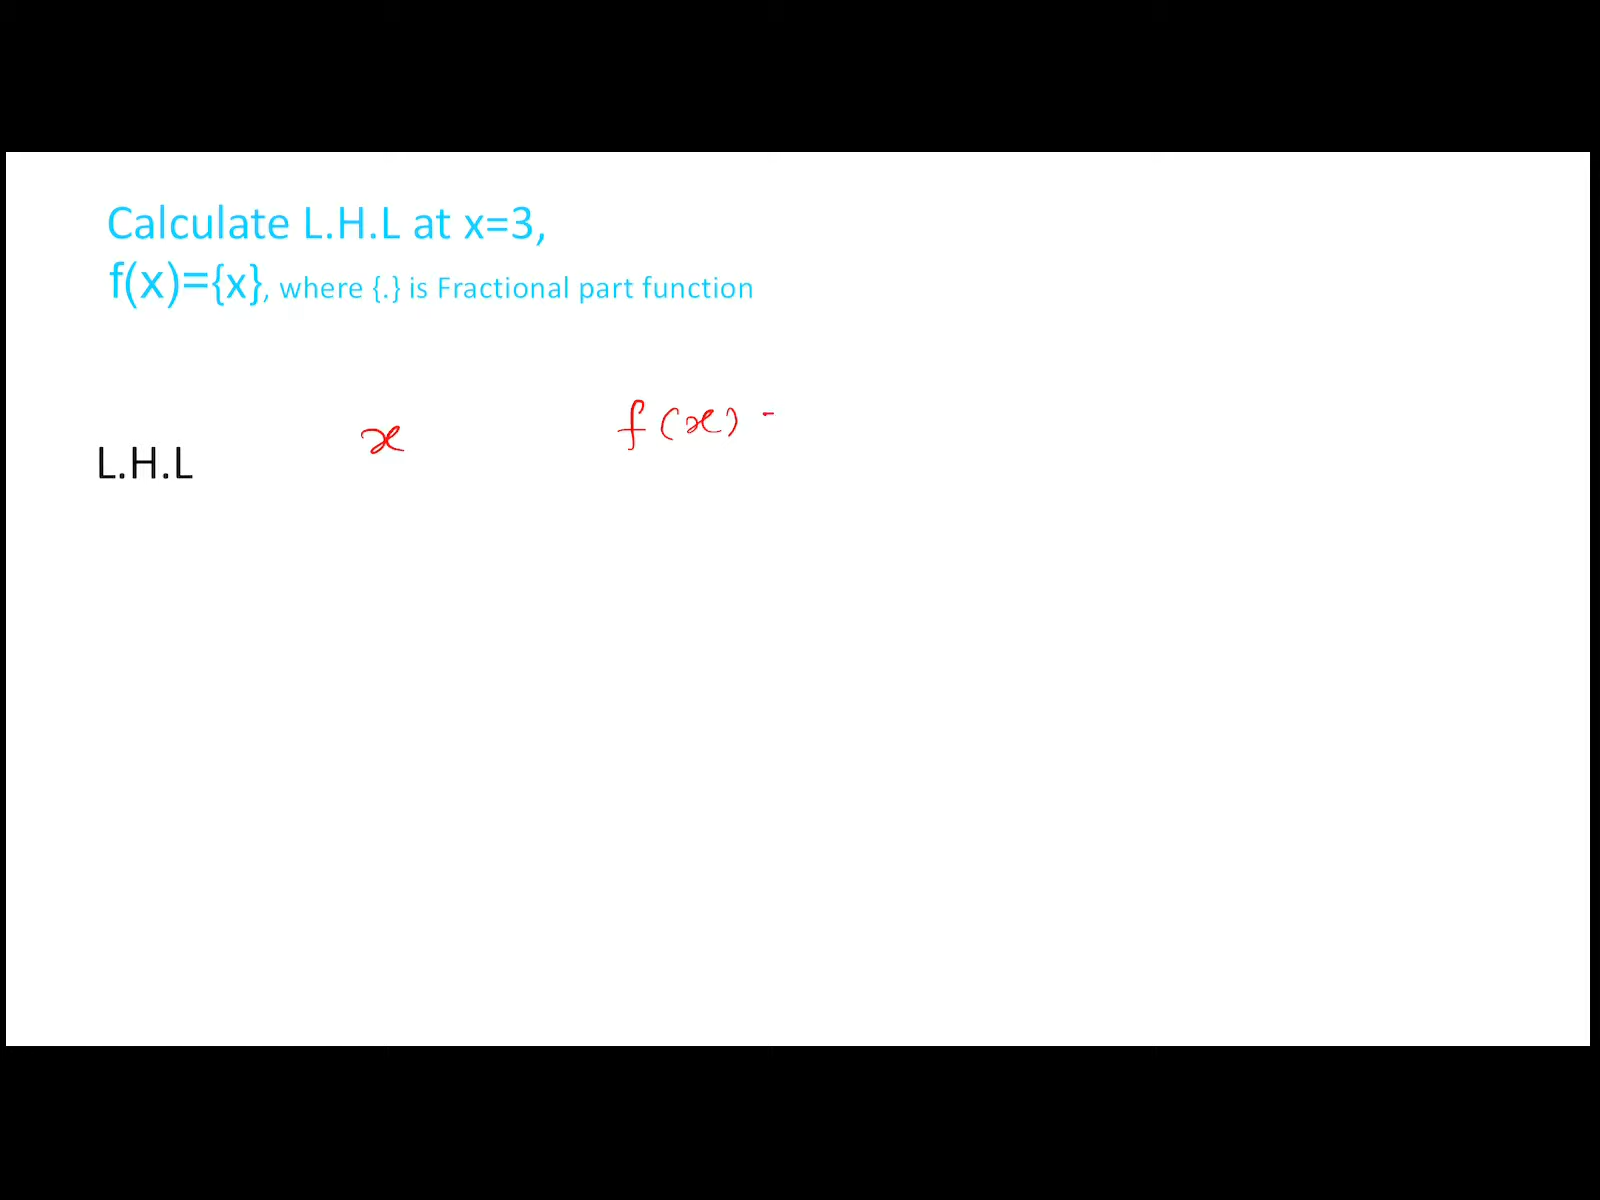 Calculate L.H.L at x=3,
f(x)={x}, where {.} is Fractional part function
x f(x) -
L.H.L